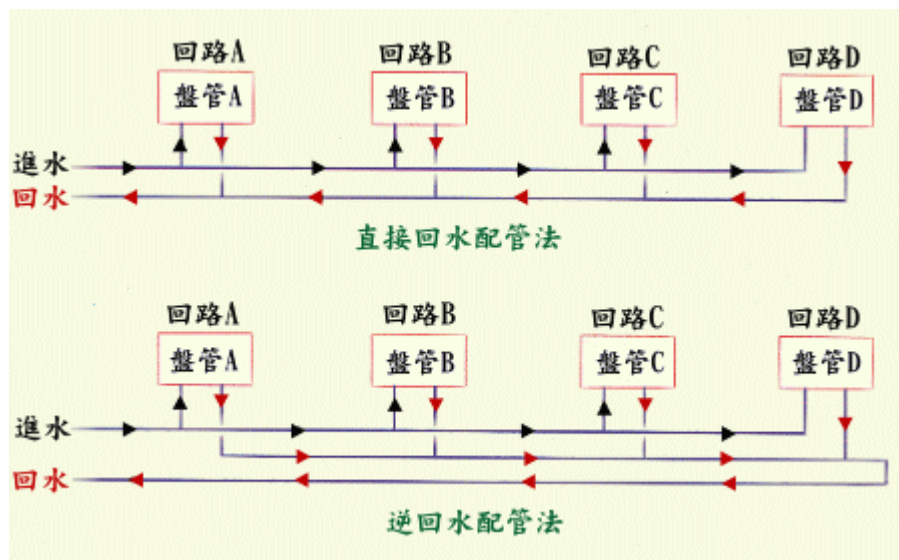 回路A 回路B 回路C 回路D
盤管A 盤管B 盤管C 盤管D
進水
回水
直接回水配管法
回路A 回路B 回路C 回路D
盤管A 盤管B 盤管C 盤管D
進水
回水
逆回水配管法